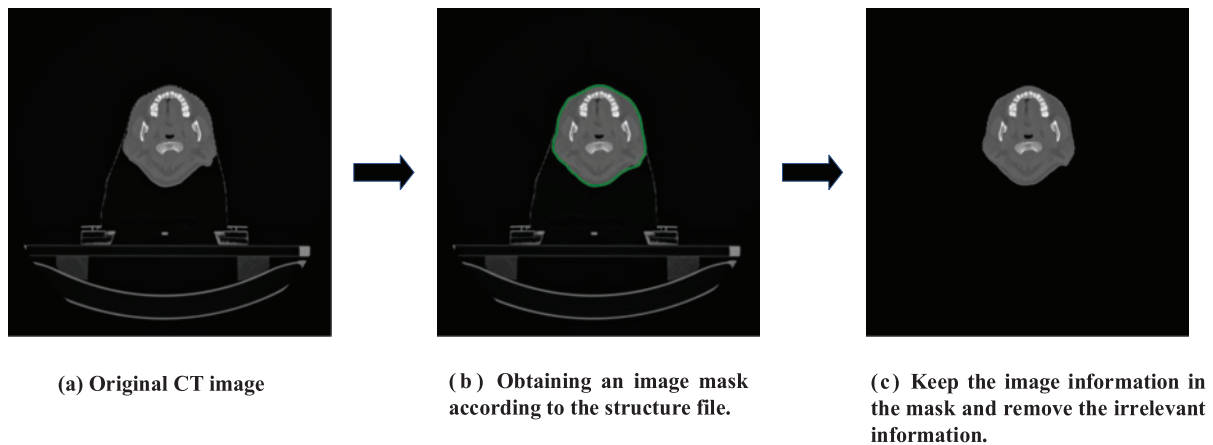 (a) Original CT image
(b) Obtaining an image mask
according to the structure file.
(c) Keep the image information in
the mask and remove the irrelevant
information.